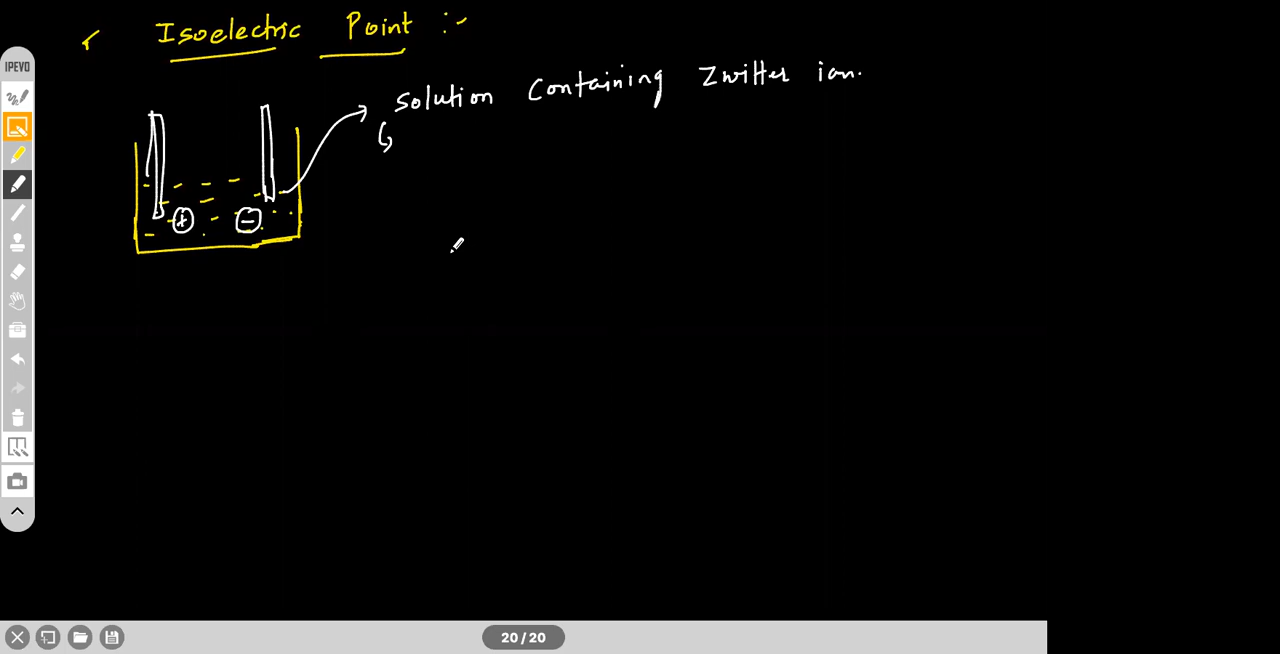 IPEVO
Isoelectric Point :-
Solution Containing Zwitter ion.
+ -
20/20